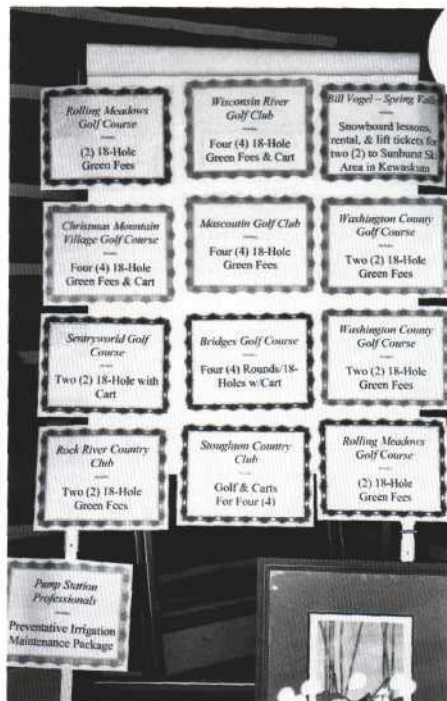 Rolling Meadows
Golf Course
(2) 18-Hole
Green Fees
Wisconsin River
Golf Club
Four (4) 18-Hole
Green Fees & Cart
Bill Vogel – Spring
Snowboard lessons,
rental, & lift tickets for
two (2) to Sunburst Ski
Area in Kewaskum
Christmas Mountain
Village Golf Course
Four (4) 18-Hole
Green Fees & Cart
Mascoutin Golf Club
Four (4) 18-Hole
Green Fees
Washington County
Golf Course
Two (2) 18-Hole
Green Fees
Sentryworld Golf
Course
Two (2) 18-Hole with
Cart
Bridges Golf Course
Four (4) Rounds/18-
Holes w/Cart
Washington County
Golf Course
Two (2) 18-Hole
Green Fees
Rock River Country
Club
Two (2) 18-Hole
Green Fees
Stoughton Country
Club
Golf & Carts
For Four (4)
Rolling Meadows
Golf Course
(2) 18-Hole
Green Fees
Pump Station
Professionals
Preventative Irrigation
Maintenance Package